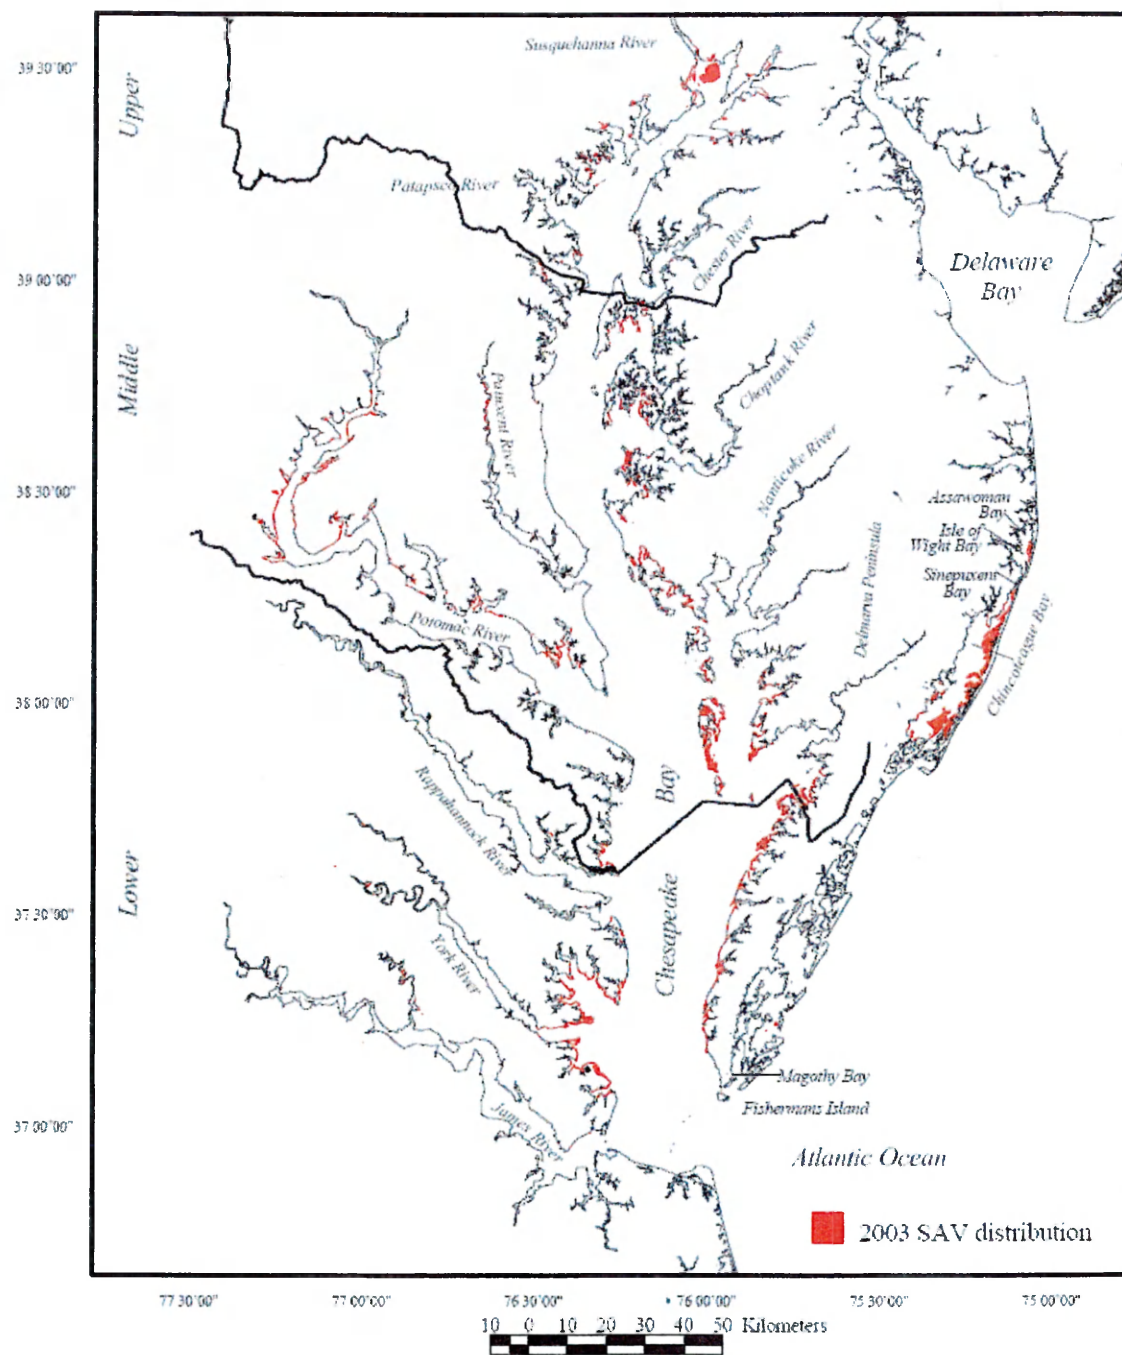 Susquehanna River
39 30'00"
Upper
Patapsco River
Chester River
39 00'00"
Delaware
Bay
Middle
Patuxent River
Choptank River
Nanticoke River
38 30'00"
Assawoman
Bay
Isle of
Wight Bay
Sinepuxent
Bay
Delmarva Peninsula
Potomac River
Chincoteague Bay
38 00'00"
Rappahannock River
Chesapeake Bay
Lower
37 30'00"
York River
Magothy Bay
Fishermans Island
James River
37 00'00"
Atlantic Ocean
2003 SAV distribution
77 30'00"
77 00'00"
76 30'00"
76 00'00"
75 30'00"
75 00'00"
10 0 10 20 30 40 50 Kilometers